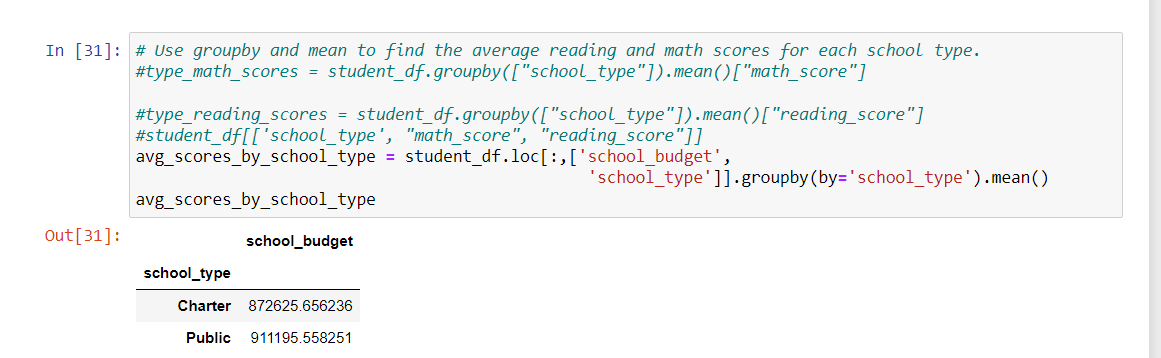 In [31]: # Use groupby and mean to find the average reading and math scores for each school type.
#type_math_scores = student_df.groupby(["school_type"]).mean()["math_score"]
#type_reading_scores = student_df.groupby(["school_type"]).mean()["reading_score"]
#student_df[['school_type', "math_score", "reading_score"]]
avg_scores_by_school_type = student_df.loc[:,['school_budget',
'school_type']].groupby(by='school_type').mean()
avg_scores_by_school_type
Out[31]:
school_budget
school_type
Charter 872625.656236
Public 911195.558251